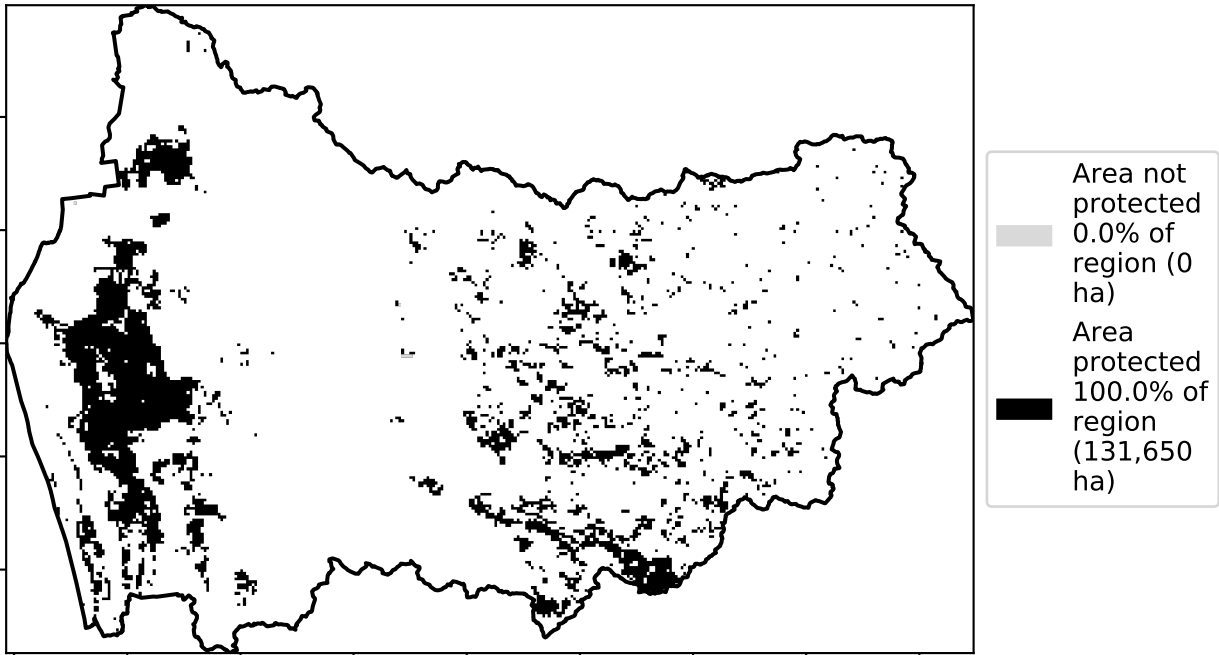 Area not
protected
0.0% of
region (0
ha)
Area
protected
100.0% of
region
(131,650
ha)